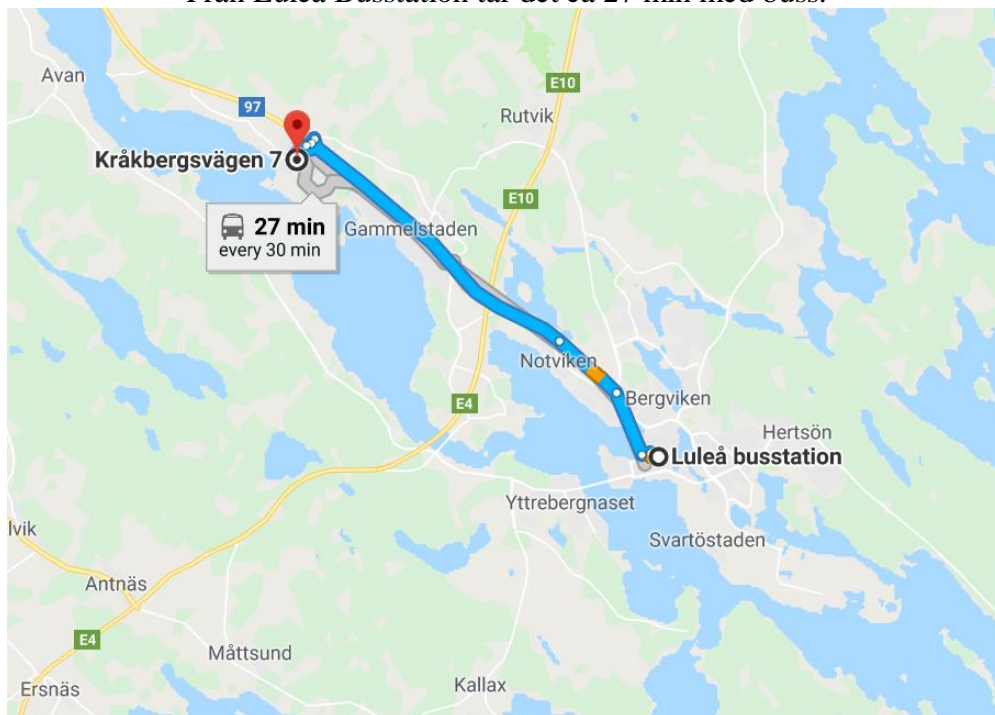 Från Luleå Busstation tar det ca 27 min med buss.
Avan
E10
97
Rutvik
Kråkbergsvägen 7
E10
27 min
every 30 min
Gammelstaden
Notviken
Bergviken
E4
Hertsön
Luleå busstation
Yttrebergnaset
lvik
Svartöstaden
Antnäs
E4
Måttsund
Kallax
Ersnäs